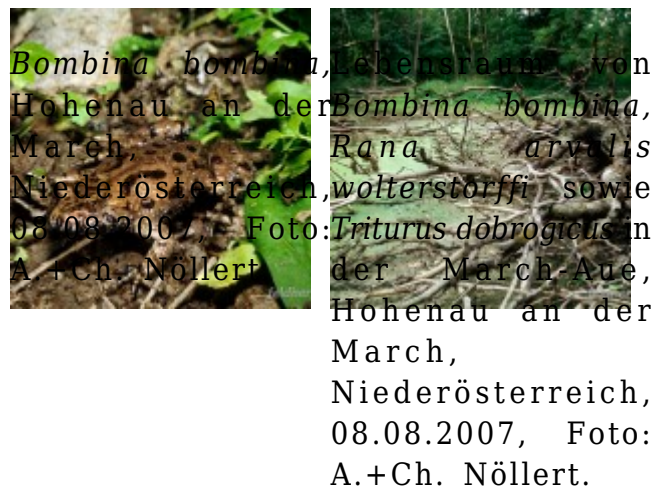 Bombina bombina,
Hohenau an der
March,
Niederösterreich,
08.08.2007, Foto:
A.+Ch. Nöllert.
Lebensraum von
Bombina bombina,
Rana arvalis
wolterstorffi sowie
Triturus dobrogicus in
der March-Aue,
Hohenau an der
March,
Niederösterreich,
08.08.2007, Foto:
A.+Ch. Nöllert.